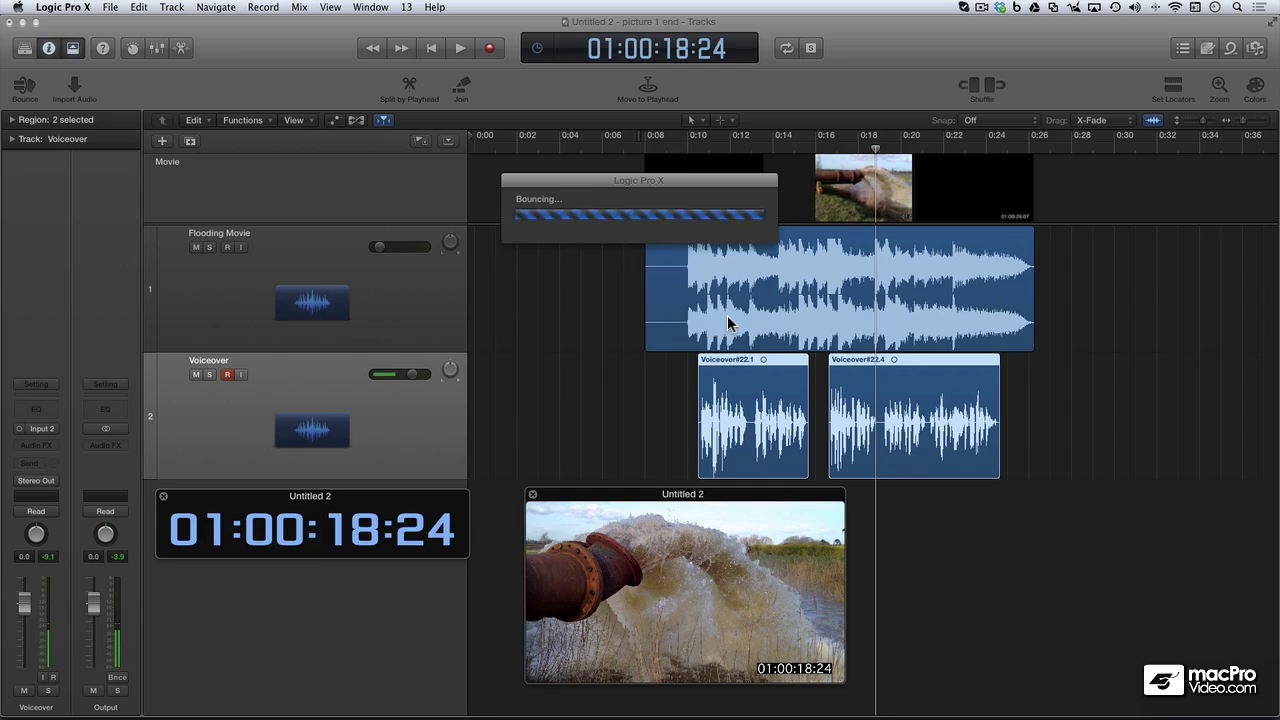 Logic Pro X File Edit Track Navigate Record Mix View Window 13 Help
Untitled 2 - picture 1 end - Tracks
01:00:18:24
Bounce Import Audio Split by Playhead Join Move to Playhead Shuffle Set Locators Zoom Colors
Region: 2 selected
Edit Functions View Snap: Off Drag: X-Fade
Track: Voiceover
0:00 0:02 0:04 0:06 0:08 0:10 0:12 0:14 0:16 0:18 0:20 0:22 0:24 0:26 0:28 0:30 0:32 0:34 0:36
Movie
Logic Pro X
Bouncing...
01:00:26:07
Flooding Movie
M S R I
1
Voiceover
M S R I
2
Voiceover#22.1
Voiceover#22.4
Setting Setting
EQ EQ
Input 2
Audio FX Audio FX
Send
Stereo Out
Read Read
0.0 -9.1 0.0 -3.9
I R Bnce
M S M S
Voiceover Output
Untitled 2
01:00:18:24
Untitled 2
01:00:18:24
macPro
Video.com